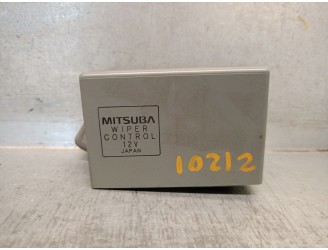 MITSUBA
WIPER
CONTROL
12V
JAPAN
10212